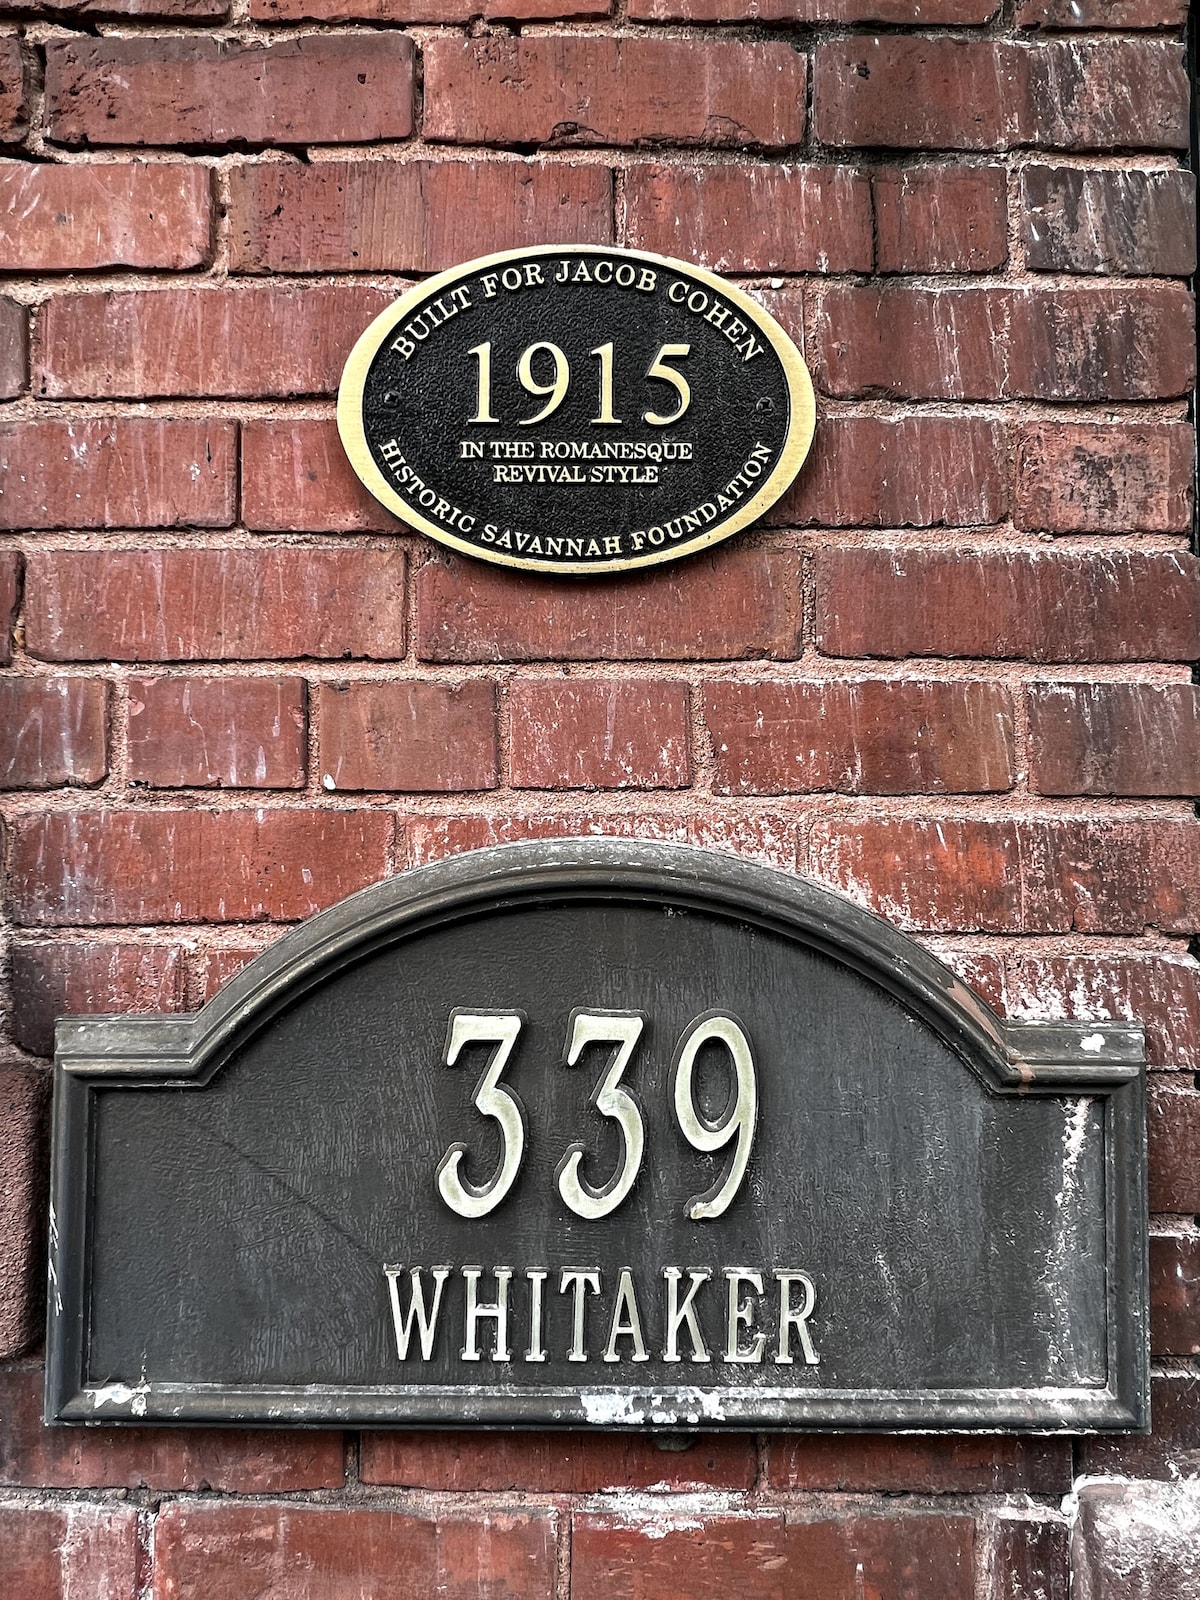 BUILT FOR JACOB COHEN
1915
IN THE ROMANESQUE
REVIVAL STYLE
HISTORIC SAVANNAH FOUNDATION
339
WHITAKER